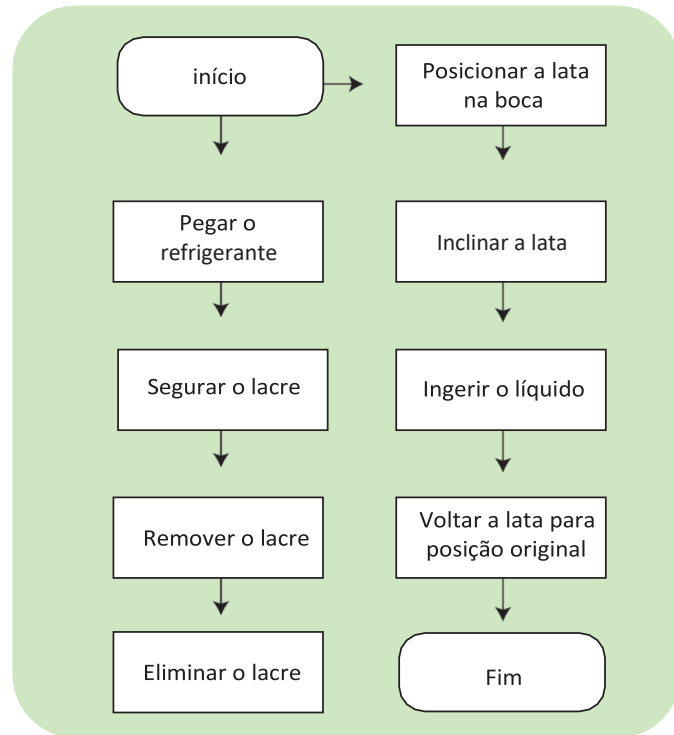 início
Pegar o
refrigerante
Segurar o lacre
Remover o lacre
Eliminar o lacre
Posicionar a lata
na boca
Inclinar a lata
Ingerir o líquido
Voltar a lata para
posição original
Fim